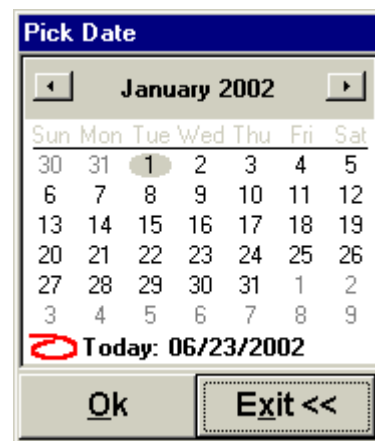 Pick Date
January 2002
Sun Mon Tue Wed Thu Fri Sat
30 31 1 2 3 4 5
6 7 8 9 10 11 12
13 14 15 16 17 18 19
20 21 22 23 24 25 26
27 28 29 30 31 1 2
3 4 5 6 7 8 9
Today: 06/23/2002
Ok Exit <<